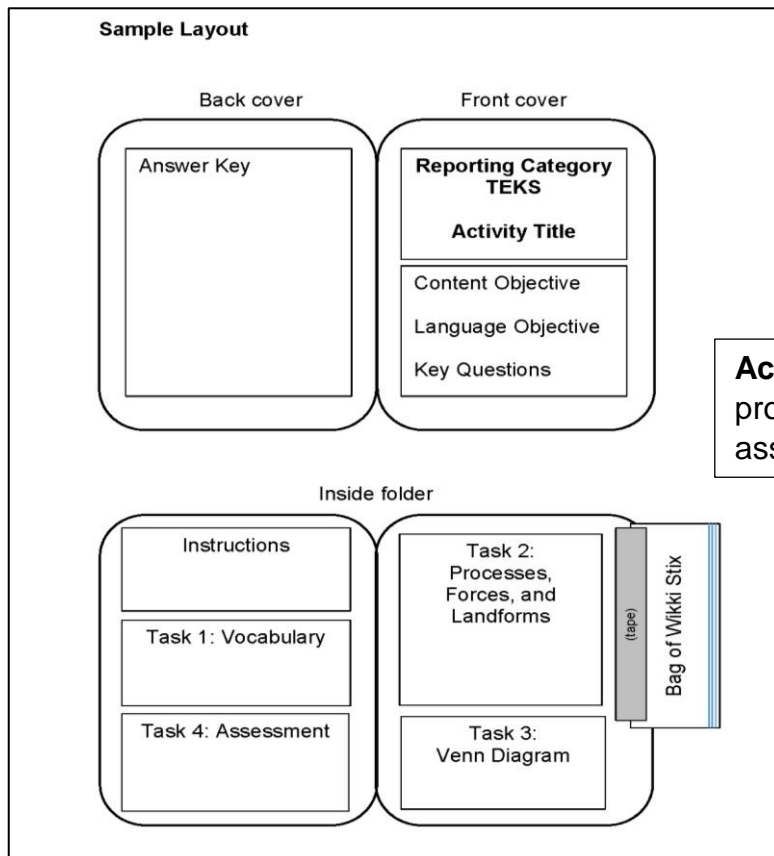 Sample Layout
Back cover
Front cover
Answer Key
Reporting Category
TEKS
Activity Title
Content Objective
Language Objective
Key Questions
Inside folder
Instructions
Task 1: Vocabulary
Task 4: Assessment
Task 2:
Processes,
Forces, and
Landforms
Task 3:
Venn Diagram
(tape)
Bag of Wikki Stix